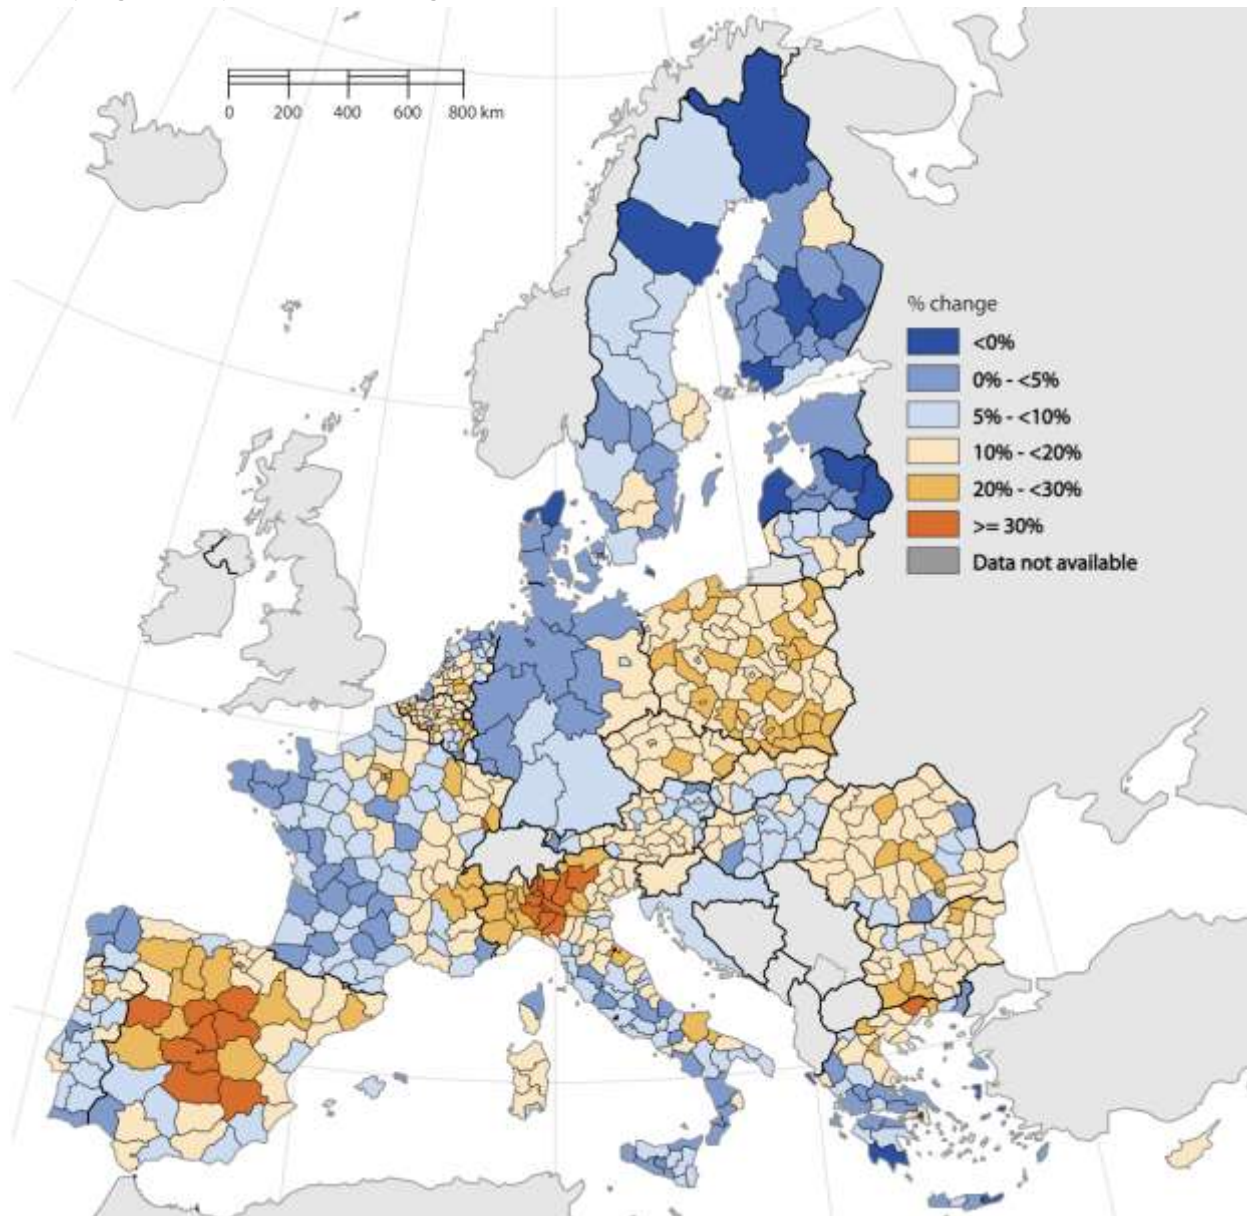 0 200 400 600 800 km
% change
<0%
0% - <5%
5% - <10%
10% - <20%
20% - <30%
>= 30%
Data not available